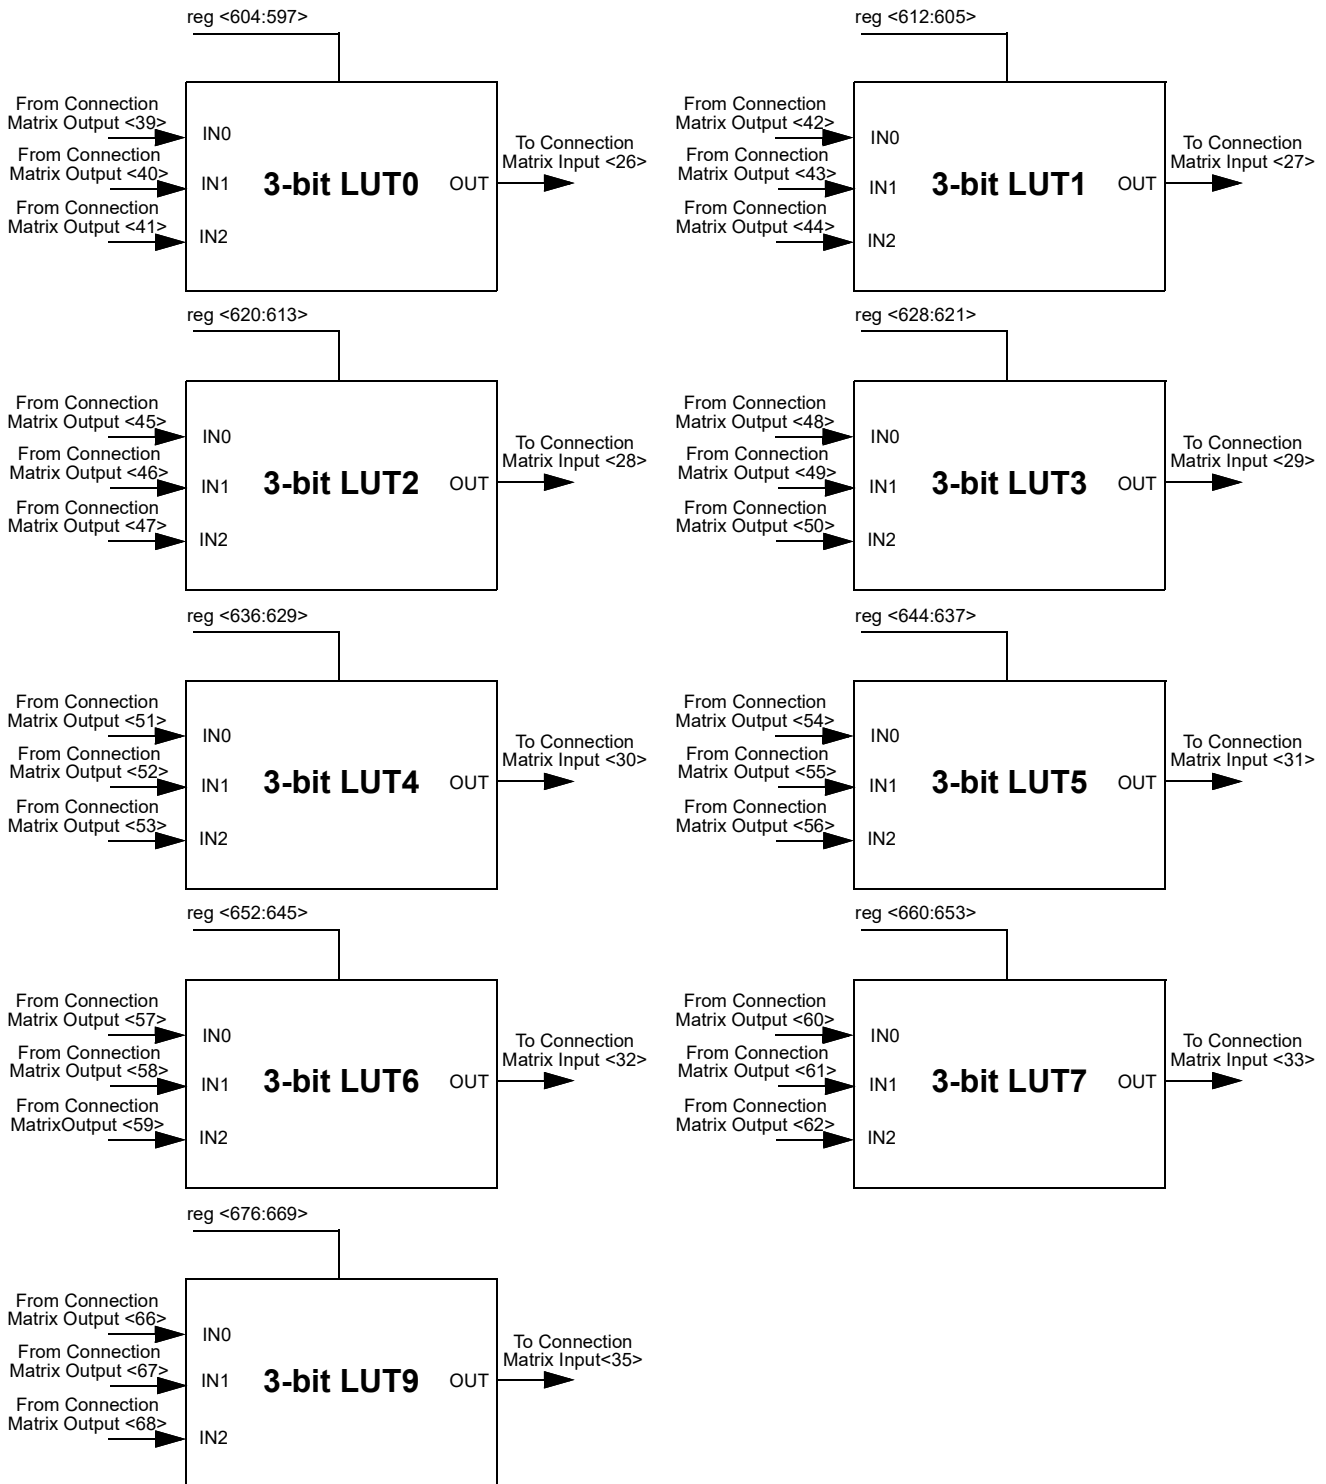 reg <604:597>
From Connection
Matrix Output <39>
From Connection
Matrix Output <40>
From Connection
Matrix Output <41>
IN0
IN1
IN2
3-bit LUT0
OUT
To Connection
Matrix Input <26>
reg <612:605>
From Connection
Matrix Output <42>
From Connection
Matrix Output <43>
From Connection
Matrix Output <44>
IN0
IN1
IN2
3-bit LUT1
OUT
To Connection
Matrix Input <27>
reg <620:613>
From Connection
Matrix Output <45>
From Connection
Matrix Output <46>
From Connection
Matrix Output <47>
IN0
IN1
IN2
3-bit LUT2
OUT
To Connection
Matrix Input <28>
reg <628:621>
From Connection
Matrix Output <48>
From Connection
Matrix Output <49>
From Connection
Matrix Output <50>
IN0
IN1
IN2
3-bit LUT3
OUT
To Connection
Matrix Input <29>
reg <636:629>
From Connection
Matrix Output <51>
From Connection
Matrix Output <52>
From Connection
Matrix Output <53>
IN0
IN1
IN2
3-bit LUT4
OUT
To Connection
Matrix Input <30>
reg <644:637>
From Connection
Matrix Output <54>
From Connection
Matrix Output <55>
From Connection
Matrix Output <56>
IN0
IN1
IN2
3-bit LUT5
OUT
To Connection
Matrix Input <31>
reg <652:645>
From Connection
Matrix Output <57>
From Connection
Matrix Output <58>
From Connection
MatrixOutput <59>
IN0
IN1
IN2
3-bit LUT6
OUT
To Connection
Matrix Input <32>
reg <660:653>
From Connection
Matrix Output <60>
From Connection
Matrix Output <61>
From Connection
Matrix Output <62>
IN0
IN1
IN2
3-bit LUT7
OUT
To Connection
Matrix Input <33>
reg <676:669>
From Connection
Matrix Output <66>
From Connection
Matrix Output <67>
From Connection
Matrix Output <68>
IN0
IN1
IN2
3-bit LUT9
OUT
To Connection
Matrix Input<35>